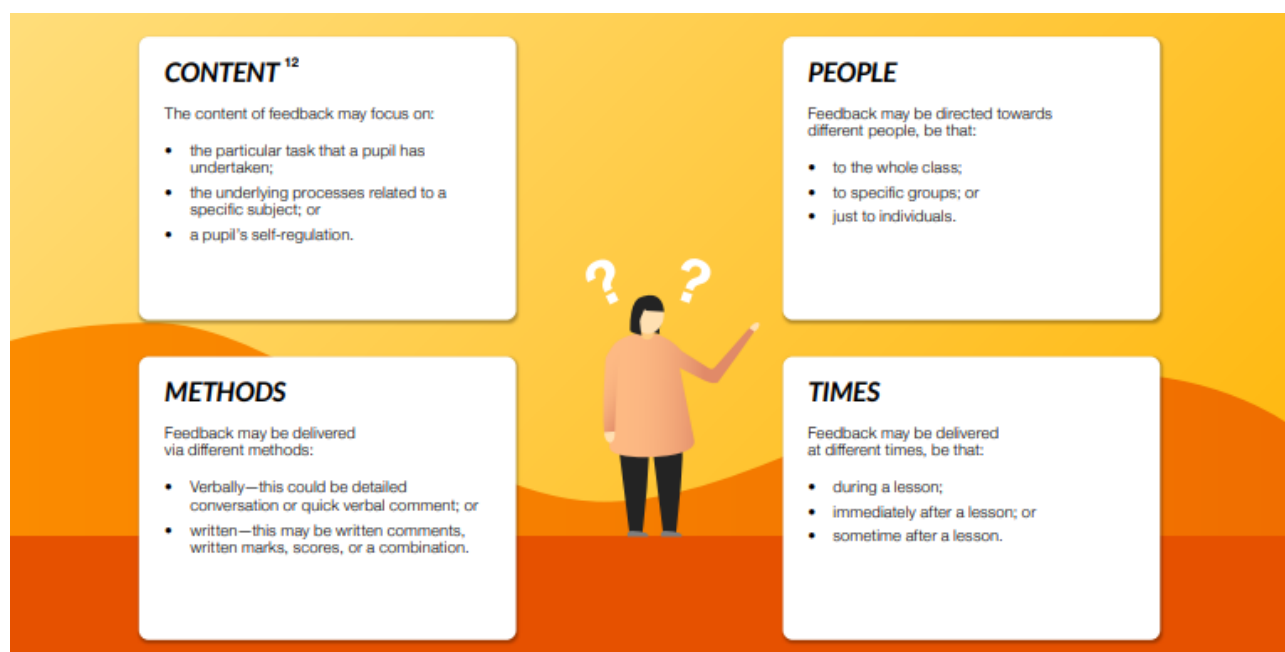 CONTENT 12
The content of feedback may focus on:
• the particular task that a pupil has
undertaken;
• the underlying processes related to a
specific subject; or
• a pupil's self-regulation.
PEOPLE
Feedback may be directed towards
different people, be that:
• to the whole class;
• to specific groups; or
• just to individuals.
? ?
METHODS
Feedback may be delivered
via different methods:
• Verbally—this could be detailed
conversation or quick verbal comment; or
• written—this may be written comments,
written marks, scores, or a combination.
TIMES
Feedback may be delivered
at different times, be that:
• during a lesson;
• immediately after a lesson; or
• sometime after a lesson.